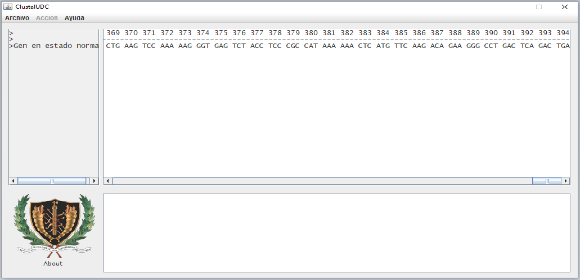 ClustalUDC
Archivo Accion Ayuda
> 369 370 371 372 373 374 375 376 377 378 379 380 381 382 383 384 385 386 387 388 389 390 391 392 393 394
>
>Gen en estado norma CTG AAG TCC AAA AAG GGT GAG TCT ACC TCC CGC CAT AAA AAA CTC ATG TTC AAG ACA GAA GGG CCT GAC TCA GAC TGA
About